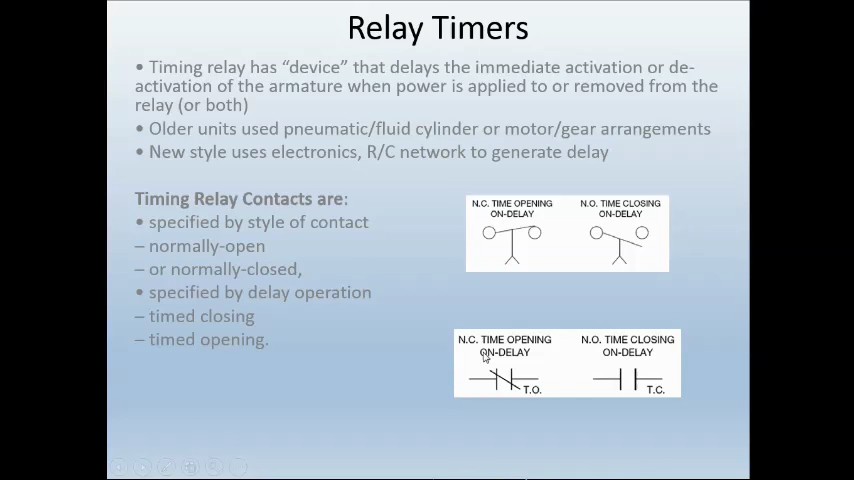 Relay Timers
• Timing relay has “device” that delays the immediate activation or de-
activation of the armature when power is applied to or removed from the
relay (or both)
• Older units used pneumatic/fluid cylinder or motor/gear arrangements
• New style uses electronics, R/C network to generate delay
Timing Relay Contacts are:
• specified by style of contact
– normally-open
– or normally-closed,
• specified by delay operation
– timed closing
– timed opening.
N.C. TIME OPENING
ON-DELAY
N.O. TIME CLOSING
ON-DELAY
N.C. TIME OPENING
ON-DELAY
T.O.
N.O. TIME CLOSING
ON-DELAY
T.C.